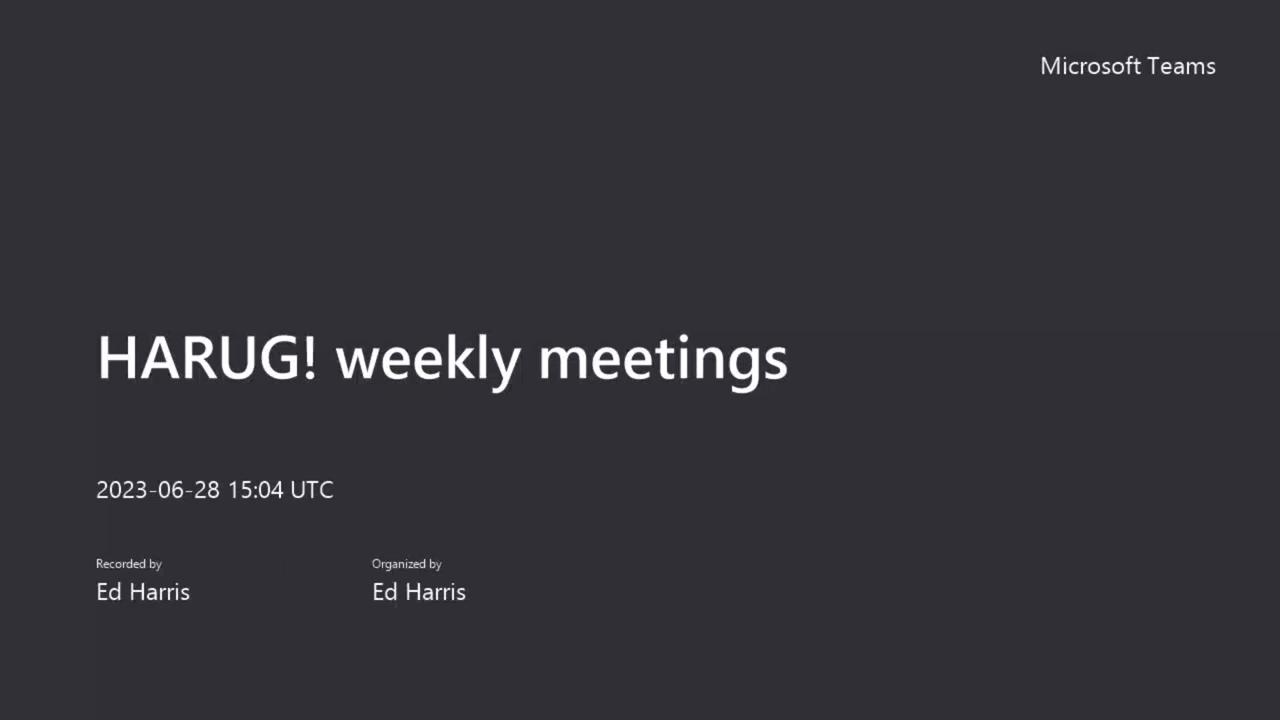 Microsoft Teams
HARUG! weekly meetings
2023-06-28 15:04 UTC
Recorded by
Ed Harris
Organized by
Ed Harris